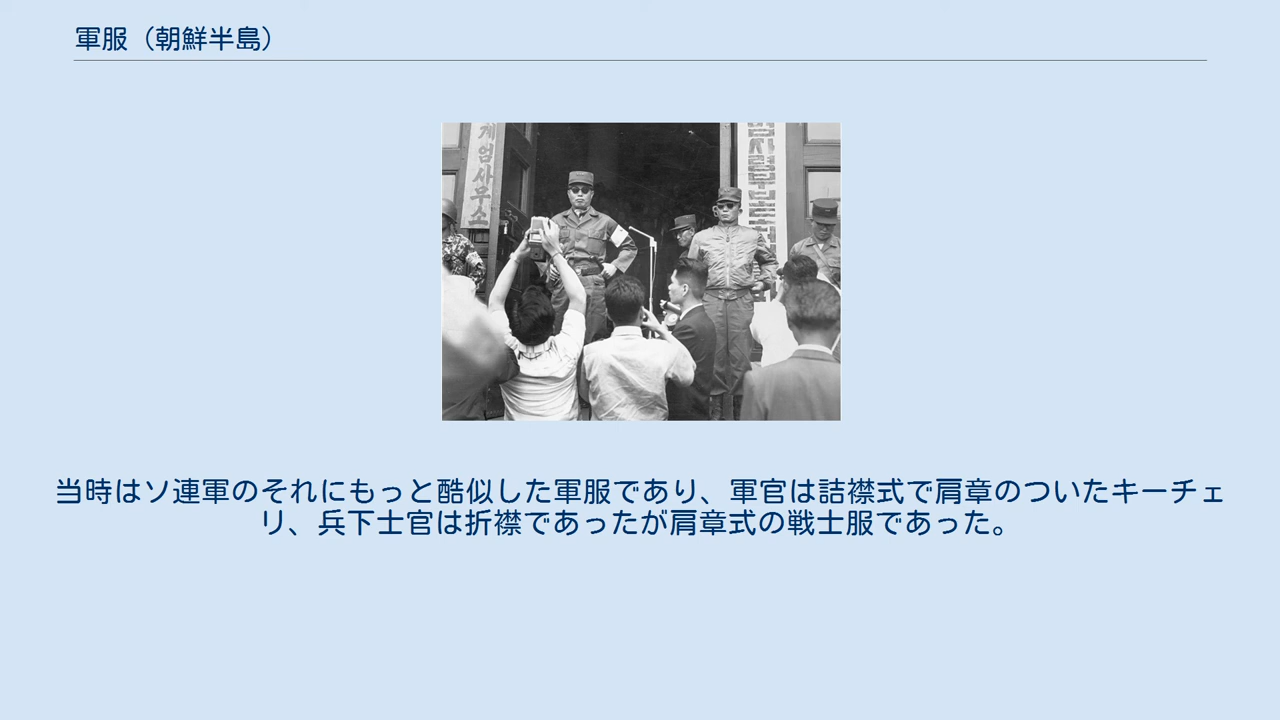 軍服（朝鮮半島）
계엄사무소
当時はソ連軍のそれにもっと酷似した軍服であり、軍官は詰襟式で肩章のついたキーチェ
リ、兵下士官は折襟であったが肩章式の戦士服であった。